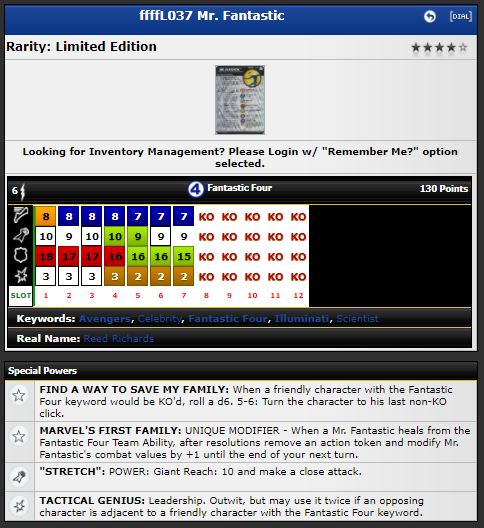 ffffL037 Mr. Fantastic
[DIAL]
Rarity: Limited Edition
Looking for Inventory Management? Please Login w/ "Remember Me?" option
selected.
6 4 Fantastic Four 130 Points
8 8 8 8 7 7 7 KO KO KO KO KO
10 9 9 10 9 9 9 KO KO KO KO KO
18 17 17 16 16 16 15 KO KO KO KO KO
3 3 3 3 2 2 2 KO KO KO KO KO
SLOT 1 2 3 4 5 6 7 8 9 10 11 12
Keywords: Avengers, Celebrity, Fantastic Four, Illuminati, Scientist
Real Name: Reed Richards
Special Powers
FIND A WAY TO SAVE MY FAMILY: When a friendly character with the Fantastic
Four keyword would be KO'd, roll a d6. 5-6: Turn the character to his last non-KO
click.
MARVEL'S FIRST FAMILY: UNIQUE MODIFIER - When a Mr. Fantastic heals from the
Fantastic Four Team Ability, after resolutions remove an action token and modify Mr.
Fantastic's combat values by +1 until the end of your next turn.
"STRETCH": POWER: Giant Reach: 10 and make a close attack.
TACTICAL GENIUS: Leadership. Outwit, but may use it twice if an opposing
character is adjacent to a friendly character with the Fantastic Four keyword.